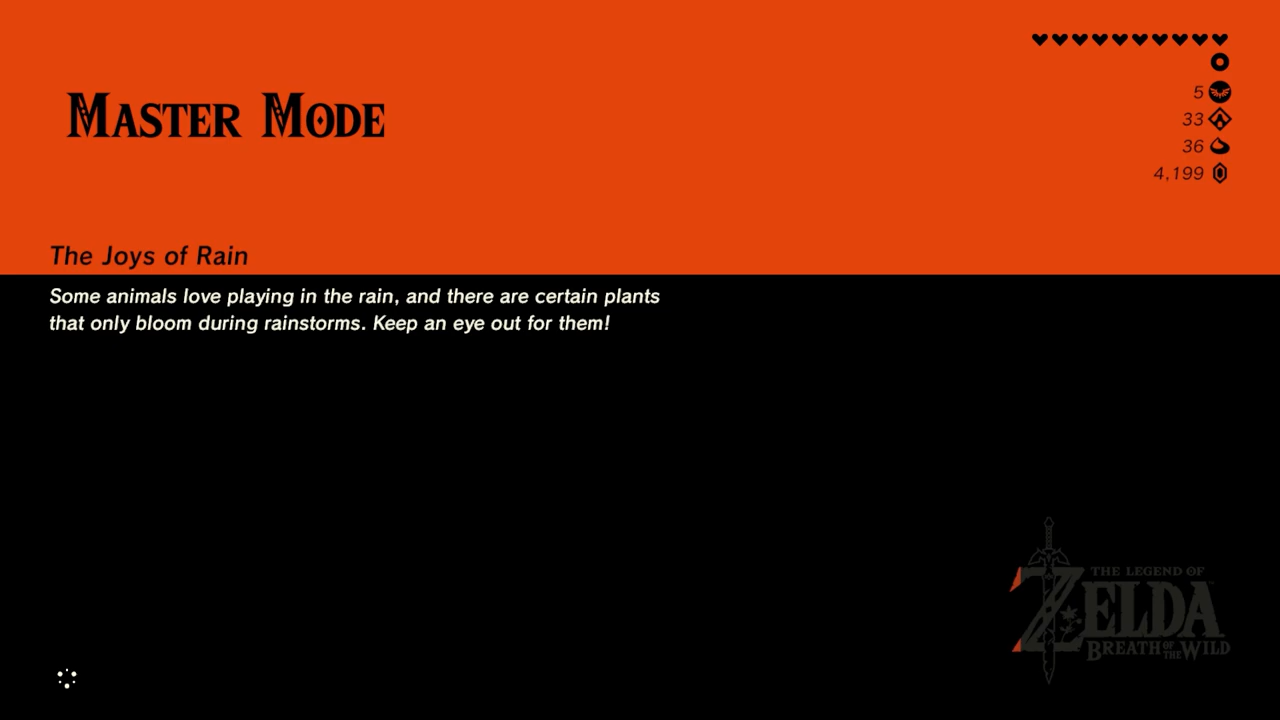 Master Mode
5
33
36
4,199
The Joys of Rain
Some animals love playing in the rain, and there are certain plants
that only bloom during rainstorms. Keep an eye out for them!
THE LEGEND OF
ZELDA
BREATH OF THE WILD